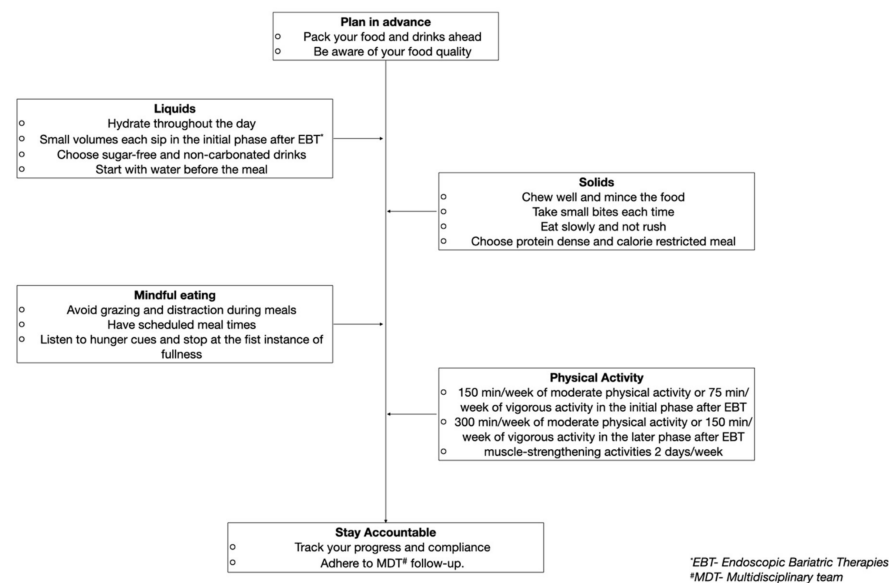 Plan in advance
Pack your food and drinks ahead
Be aware of your food quality
Liquids
Hydrate throughout the day
Small volumes each sip in the initial phase after EBT*
Choose sugar-free and non-carbonated drinks
Start with water before the meal
Solids
Chew well and mince the food
Take small bites each time
Eat slowly and not rush
Choose protein dense and calorie restricted meal
Mindful eating
Avoid grazing and distraction during meals
Have scheduled meal times
Listen to hunger cues and stop at the fist instance of
fullness
Physical Activity
150 min/week of moderate physical activity or 75 min/
week of vigorous activity in the initial phase after EBT
300 min/week of moderate physical activity or 150 min/
week of vigorous activity in the later phase after EBT
muscle-strengthening activities 2 days/week
Stay Accountable
Track your progress and compliance
Adhere to MDT# follow-up.
*EBT- Endoscopic Bariatric Therapies
#MDT- Multidisciplinary team